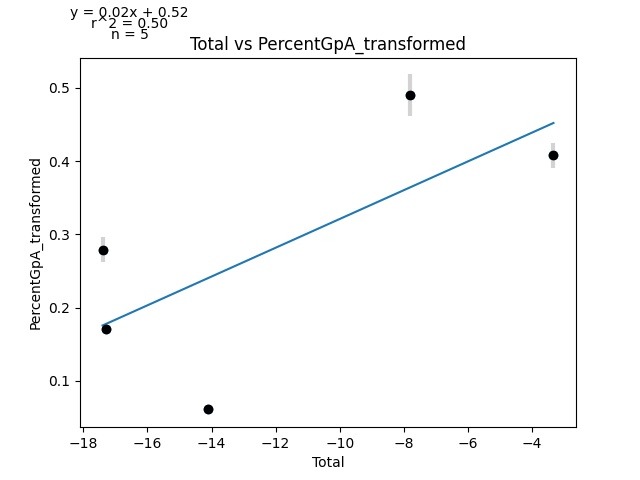 y = 0.02x + 0.52
r^2 = 0.50
n = 5
Total vs PercentGpA_transformed
0.5
0.4
0.3
0.2
0.1
PercentGpA_transformed
−18
−16
−14
−12
−10
−8
−6
−4
Total